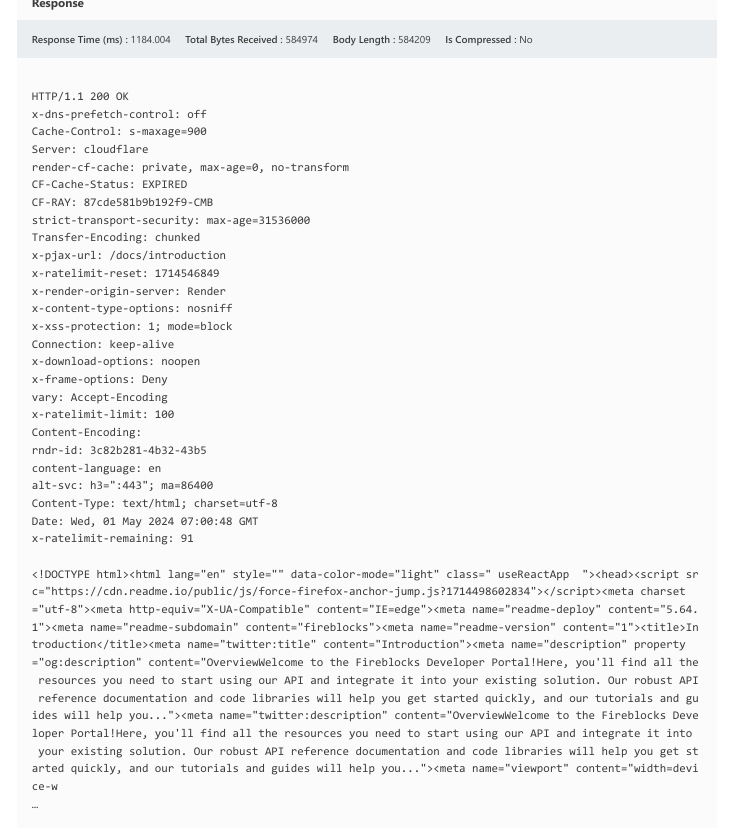 Response
Response Time (ms) : 1184.004 Total Bytes Received : 584974 Body Length : 584209 Is Compressed : No
HTTP/1.1 200 OK
x-dns-prefetch-control: off
Cache-Control: s-maxage=900
Server: cloudflare
render-cf-cache: private, max-age=0, no-transform
CF-Cache-Status: EXPIRED
CF-RAY: 87cde581b9b192f9-CMB
strict-transport-security: max-age=31536000
Transfer-Encoding: chunked
x-pjax-url: /docs/introduction
x-ratelimit-reset: 1714546849
x-render-origin-server: Render
x-content-type-options: nosniff
x-xss-protection: 1; mode=block
Connection: keep-alive
x-download-options: noopen
x-frame-options: Deny
vary: Accept-Encoding
x-ratelimit-limit: 100
Content-Encoding:
rndr-id: 3c82b281-4b32-43b5
content-language: en
alt-svc: h3=":443"; ma=86400
Content-Type: text/html; charset=utf-8
Date: Wed, 01 May 2024 07:00:48 GMT
x-ratelimit-remaining: 91
<!DOCTYPE html><html lang="en" style="" data-color-mode="light" class=" useReactApp  "><head><script sr
c="https://cdn.readme.io/public/js/force-firefox-anchor-jump.js?1714498602834"></script><meta charset
="utf-8"><meta http-equiv="X-UA-Compatible" content="IE=edge"><meta name="readme-deploy" content="5.64.
1"><meta name="readme-subdomain" content="fireblocks"><meta name="readme-version" content="1"><title>In
troduction</title><meta name="twitter:title" content="Introduction"><meta name="description" property
="og:description" content="OverviewWelcome to the Fireblocks Developer Portal!Here, you'll find all the
 resources you need to start using our API and integrate it into your existing solution. Our robust API
 reference documentation and code libraries will help you get started quickly, and our tutorials and gu
ides will help you..."><meta name="twitter:description" content="OverviewWelcome to the Fireblocks Deve
loper Portal!Here, you'll find all the resources you need to start using our API and integrate it into
 your existing solution. Our robust API reference documentation and code libraries will help you get st
arted quickly, and our tutorials and guides will help you..."><meta name="viewport" content="width=devi
ce-w
…